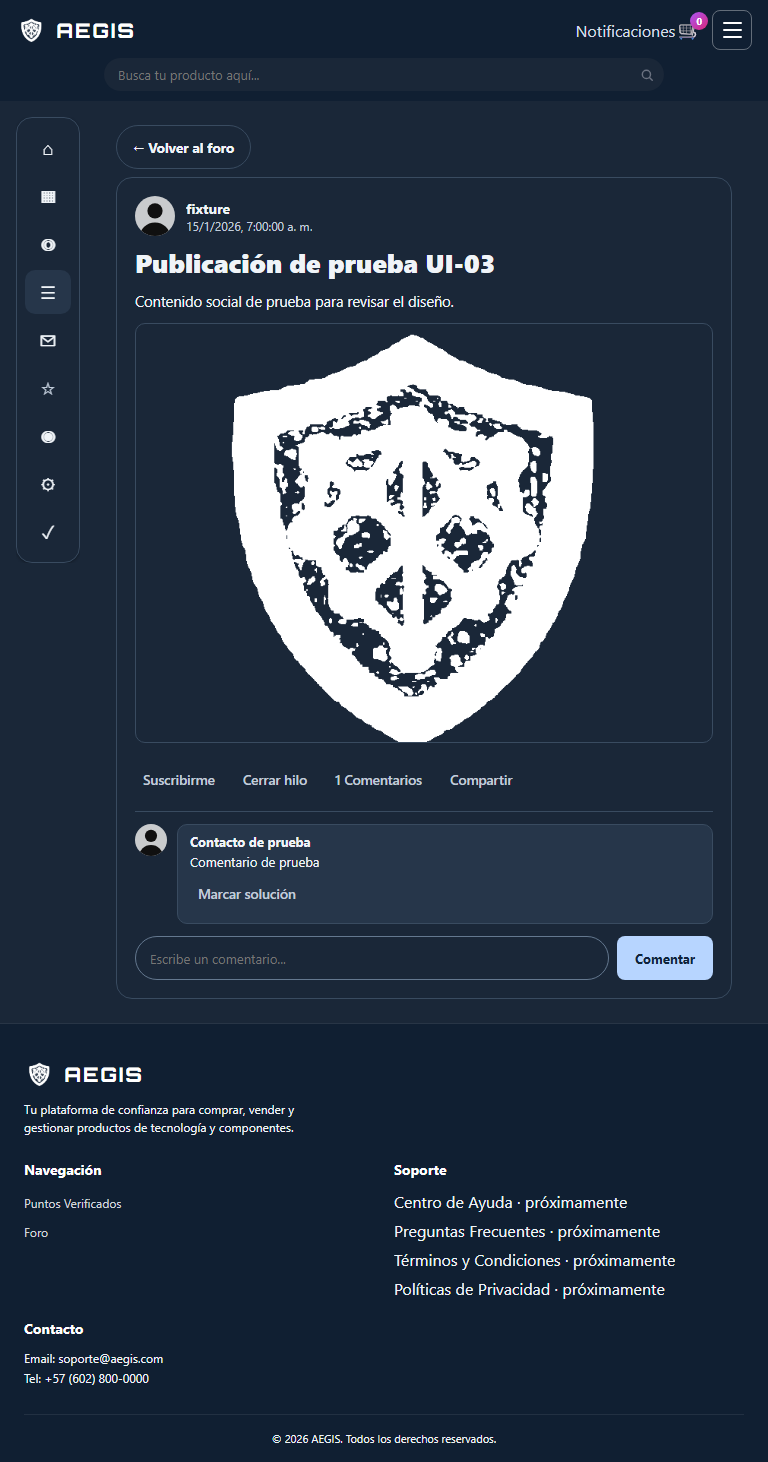 AEGIS
Notificaciones
0
Busca tu producto aquí...
← Volver al foro
fixture
15/1/2026, 7:00:00 a. m.
Publicación de prueba UI-03
Contenido social de prueba para revisar el diseño.
Suscribirme Cerrar hilo 1 Comentarios Compartir
Contacto de prueba
Comentario de prueba
Marcar solución
Escribe un comentario...
Comentar
AEGIS
Tu plataforma de confianza para comprar, vender y
gestionar productos de tecnología y componentes.
Navegación
Puntos Verificados
Foro
Soporte
Centro de Ayuda · próximamente
Preguntas Frecuentes · próximamente
Términos y Condiciones · próximamente
Políticas de Privacidad · próximamente
Contacto
Email: soporte@aegis.com
Tel: +57 (602) 800-0000
© 2026 AEGIS. Todos los derechos reservados.